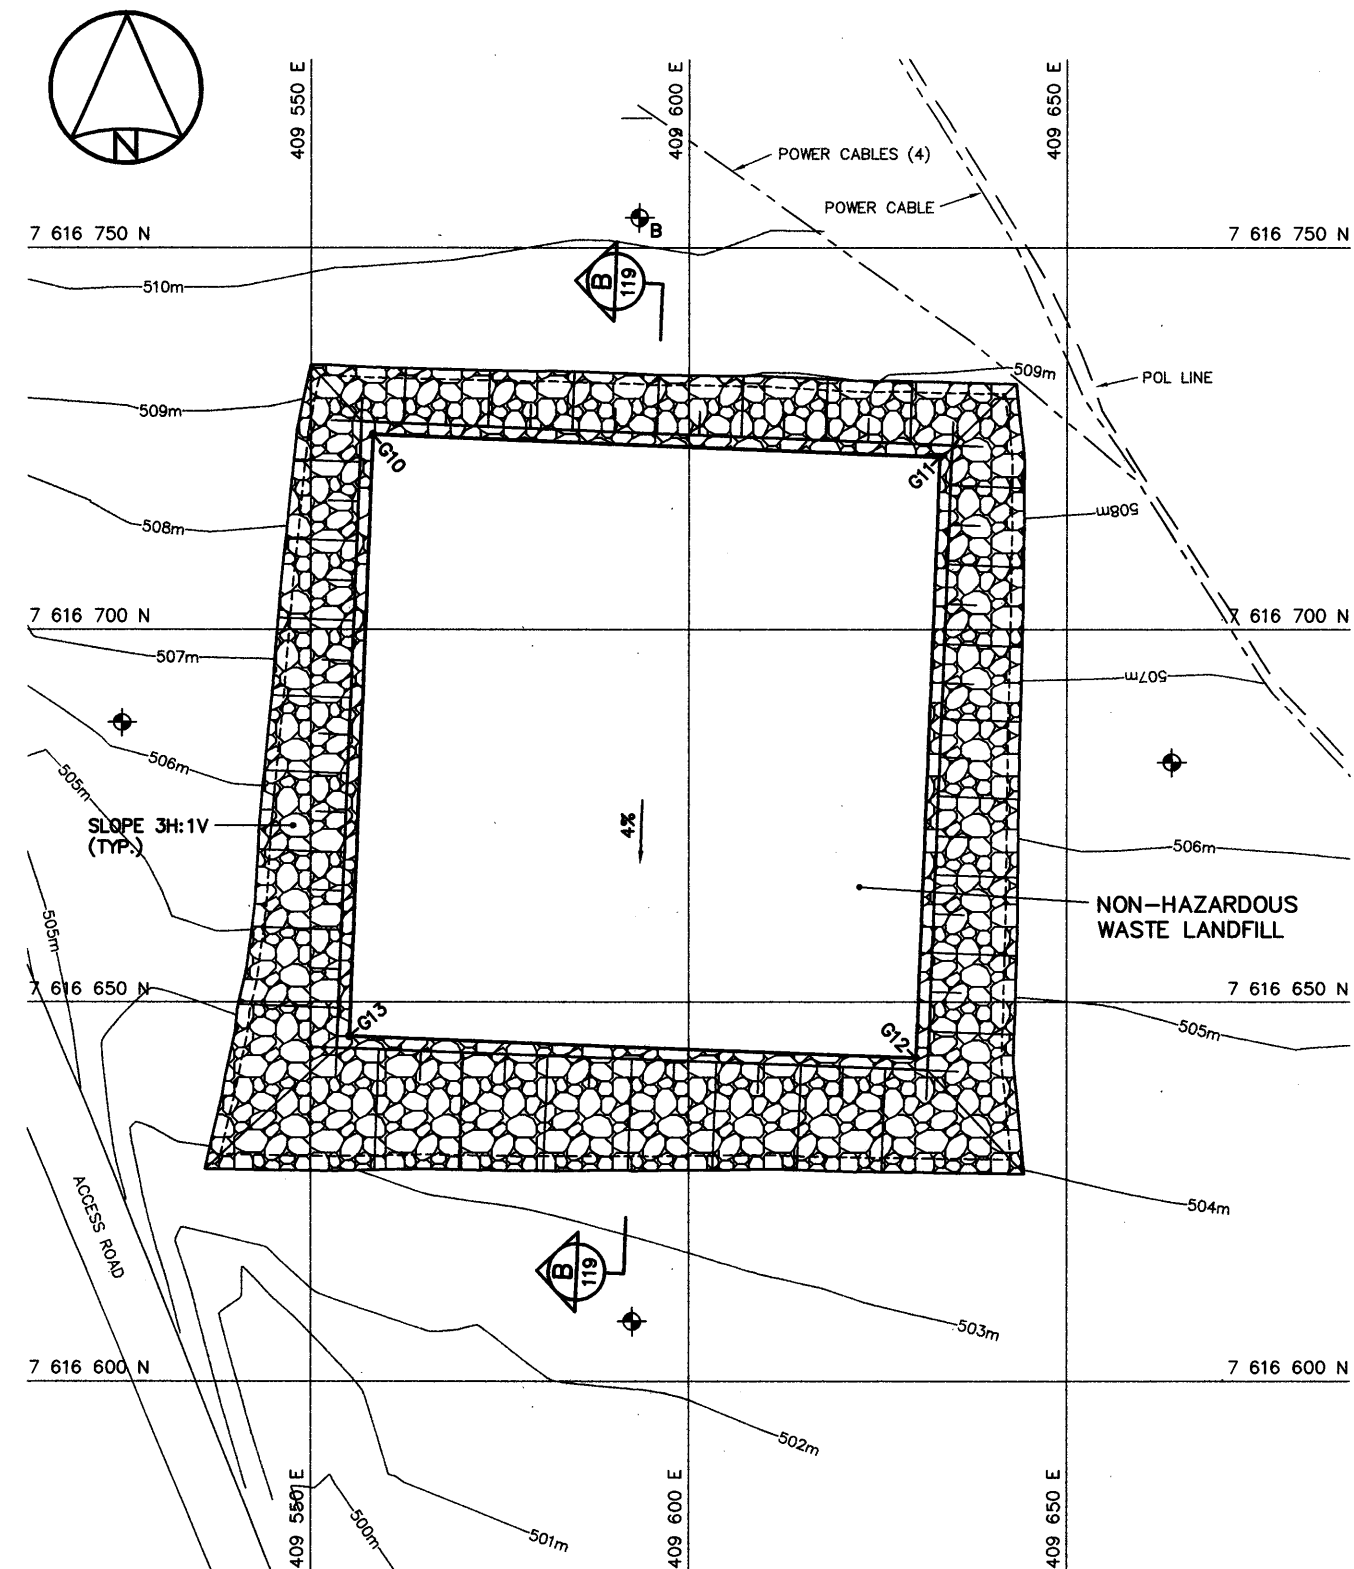 N
409 550 E
409 600 E
409 650 E
POWER CABLES (4)
POWER CABLE
B
7 616 750 N
7 616 750 N
510m
B
119
509m
POL LINE
509m
G10
G11
508m
508m
7 616 700 N
7 616 700 N
507m
507m
506m
505m
SLOPE 3H:1V
(TYP.)
4%
506m
NON-HAZARDOUS
WASTE LANDFILL
505m
7 616 650 N
7 616 650 N
G13
G12
505m
ACCESS ROAD
504m
B
119
503m
7 616 600 N
7 616 600 N
502m
501m
500m
409 550 E
409 600 E
409 650 E